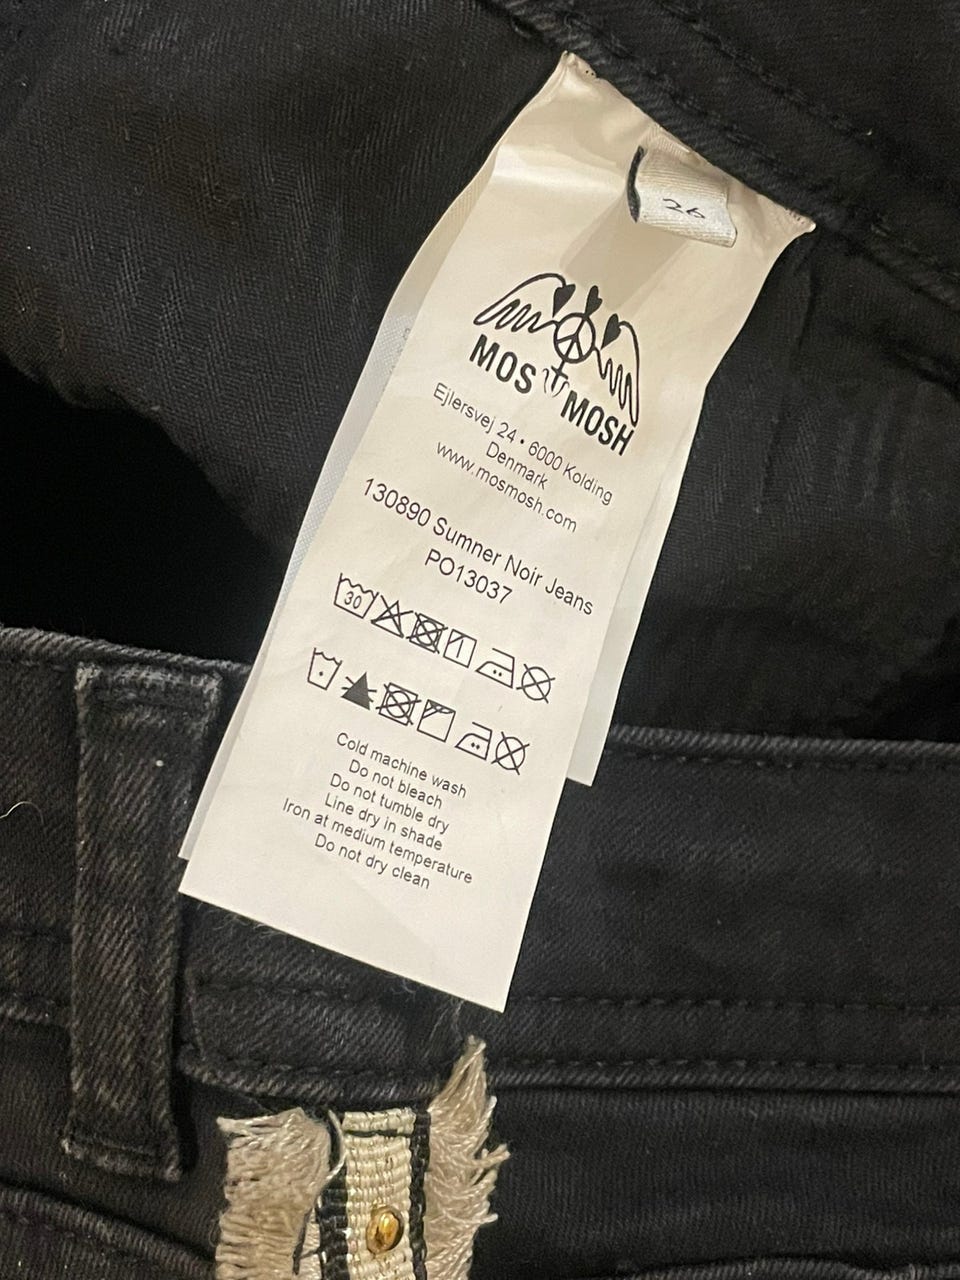 26
MOS MOSH
Ejlersvej 24 • 6000 Kolding
Denmark
www.mosmosh.com
130890 Sumner Noir Jeans
PO13037
30
Cold machine wash
Do not bleach
Do not tumble dry
Line dry in shade
Iron at medium temperature
Do not dry clean